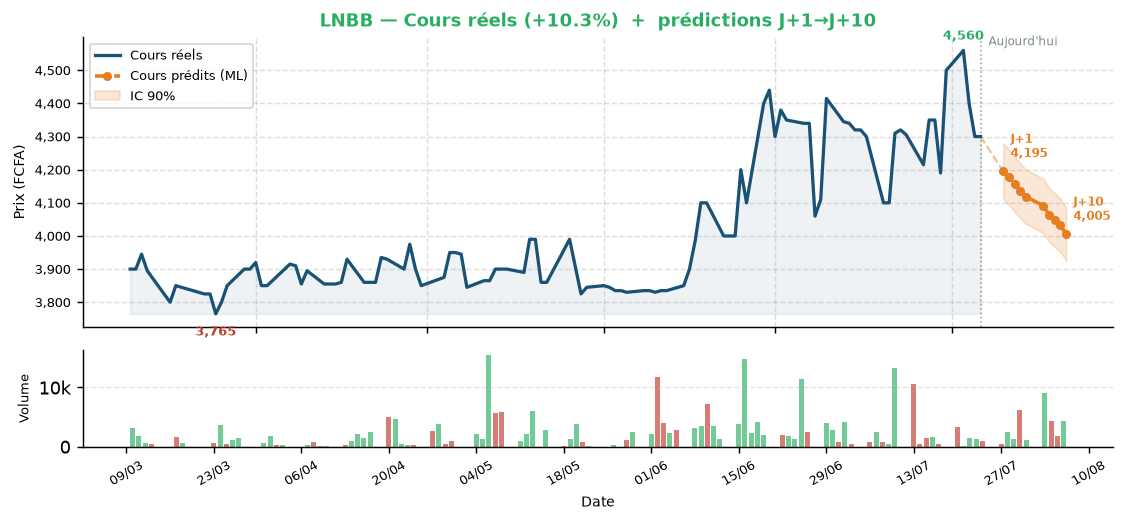 LNBB — Cours réels (+10.3%) + prédictions J+1→J+10
Cours réels
Cours prédits (ML)
IC 90%
4,560
Aujourd'hui
J+1
4,195
J+10
4,005
3,765
Prix (FCFA)
4,500
4,400
4,300
4,200
4,100
4,000
3,900
3,800
Volume
10k
0
09/03
23/03
06/04
20/04
04/05
18/05
01/06
15/06
29/06
13/07
27/07
10/08
Date